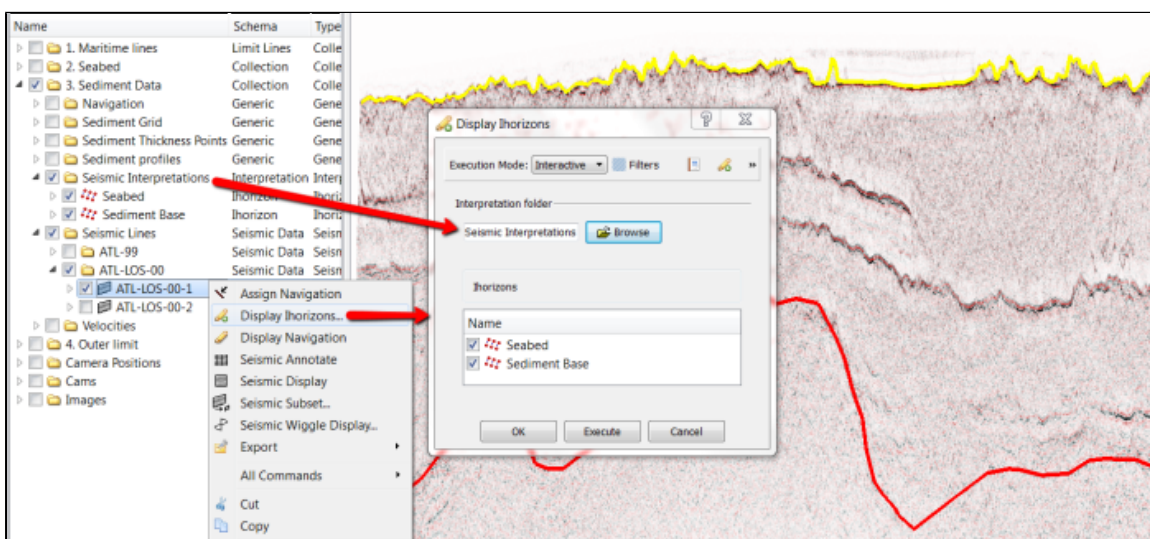 Name Schema Type
1. Maritime lines Limit Lines Colle
2. Seabed Collection Colle
3. Sediment Data Collection Colle
Navigation Generic Gene
Sediment Grid Generic Gene
Sediment Thickness Points Generic Gene
Sediment profiles Generic Gene
Seismic Interpretations Interpretation Interp
Seabed Ihorizon Ihoriz
Sediment Base Ihorizon Ihoriz
Seismic Lines Seismic Data Seisn
ATL-99 Seismic Data Seisn
ATL-LOS-00 Seismic Data Seisn
ATL-LOS-00-1
ATL-LOS-00-2
Velocities
4. Outer limit
Camera Positions
Cams
Images
Assign Navigation
Display Ihorizons...
Display Navigation
Seismic Annotate
Seismic Display
Seismic Subset...
Seismic Wiggle Display...
Export
All Commands
Cut
Copy
Display Ihorizons
Execution Mode: Interactive Filters »
Interpretation folder
Seismic Interpretations Browse
Ihorizons
Name
Seabed
Sediment Base
OK Execute Cancel